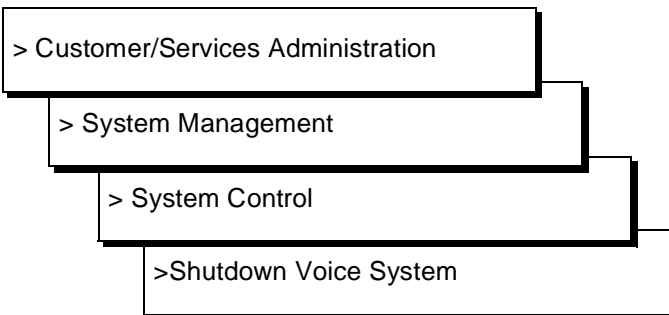 > Customer/Services Administration
> System Management
> System Control
>Shutdown Voice System